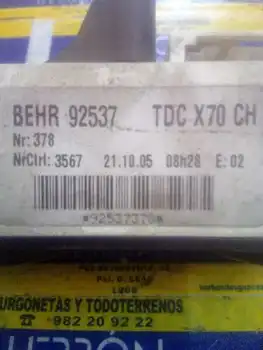 BEHR 92537 TDC X70 CH
Nr: 378
NrCtrl: 3567 21.10.05 08h28 E: 02
*92537378*
URGONETAS Y TODOTERRENOS
982 20 92 22